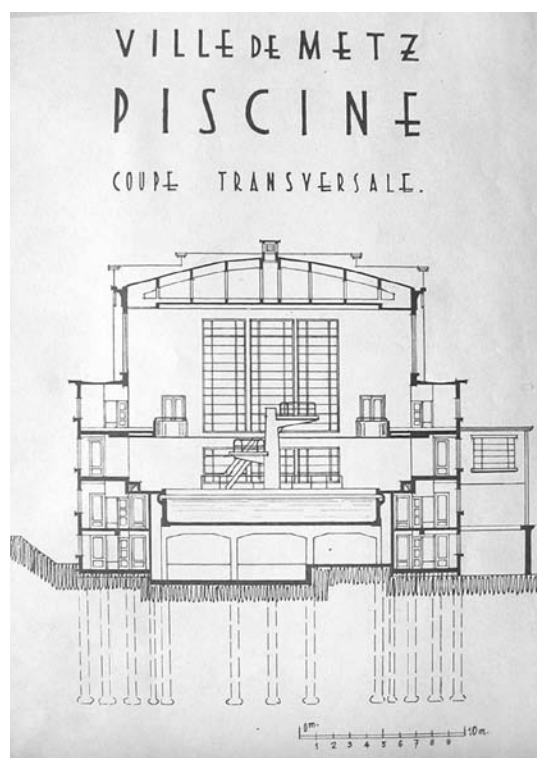 VILLE DE METZ
PISCINE
COUPE TRANSVERSALE.
0m. 10m.
1 2 3 4 5 6 7 8 9